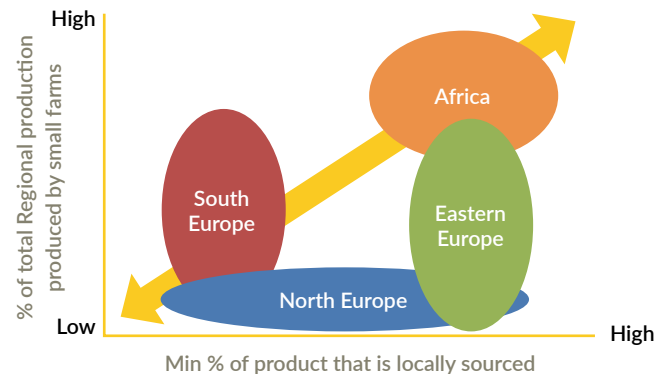 High
% of total Regional production
produced by small farms
Africa
South
Europe
Eastern
Europe
North Europe
Low
High
Min % of product that is locally sourced